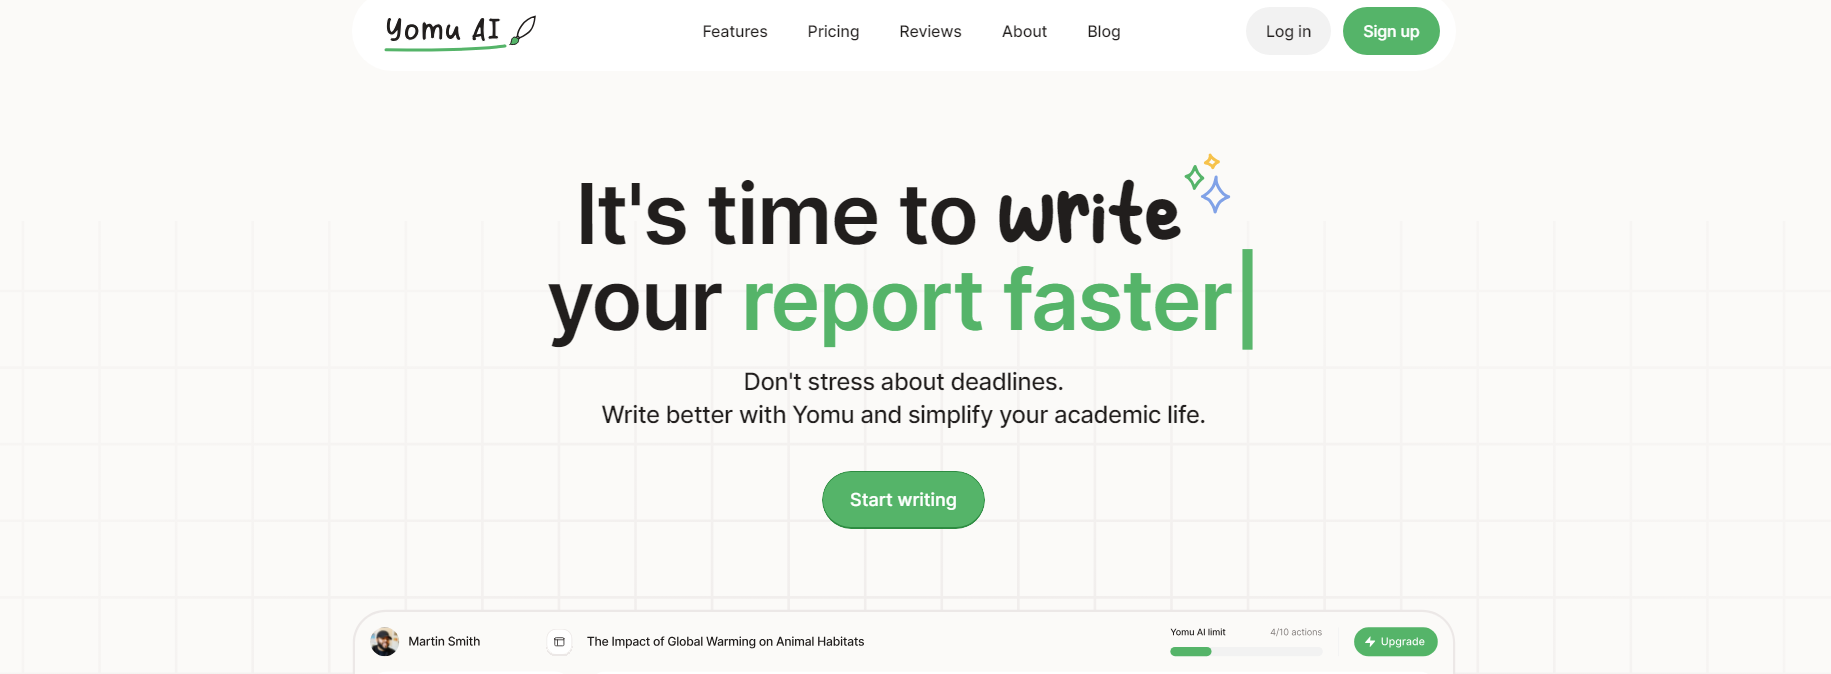 Yomu AI
Features
Pricing
Reviews
About
Blog
Log in
Sign up
It's time to write
your report faster
Don't stress about deadlines.
Write better with Yomu and simplify your academic life.
Start writing
Martin Smith
The Impact of Global Warming on Animal Habitats
Yomu AI limit
4/10 actions
Upgrade